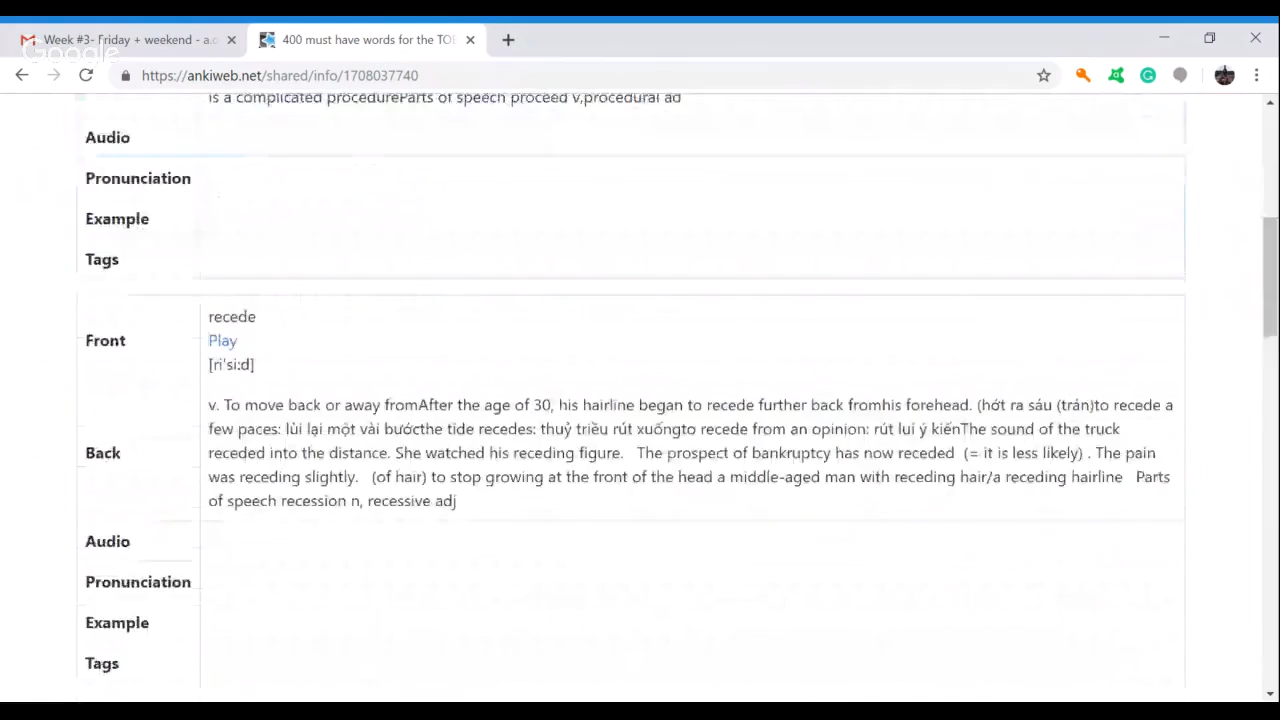 Week #3- Friday + weekend - a.o
400 must have words for the TOE
Google
https://ankiweb.net/shared/info/1708037740
is a complicated procedureParts of speech proceed v,procedural ad
Audio
Pronunciation
Example
Tags
recede
Front
Play
[ri'si:d]
v. To move back or away fromAfter the age of 30, his hairline began to recede further back fromhis forehead. (hớt ra sáu (trán)to recede a
few paces: lùi lại một vài bướcthe tide recedes: thuỷ triều rút xuốngto recede from an opinion: rút lui ý kiếnThe sound of the truck
Back
receded into the distance. She watched his receding figure. The prospect of bankruptcy has now receded (= it is less likely) . The pain
was receding slightly. (of hair) to stop growing at the front of the head a middle-aged man with receding hair/a receding hairline Parts
of speech recession n, recessive adj
Audio
Pronunciation
Example
Tags